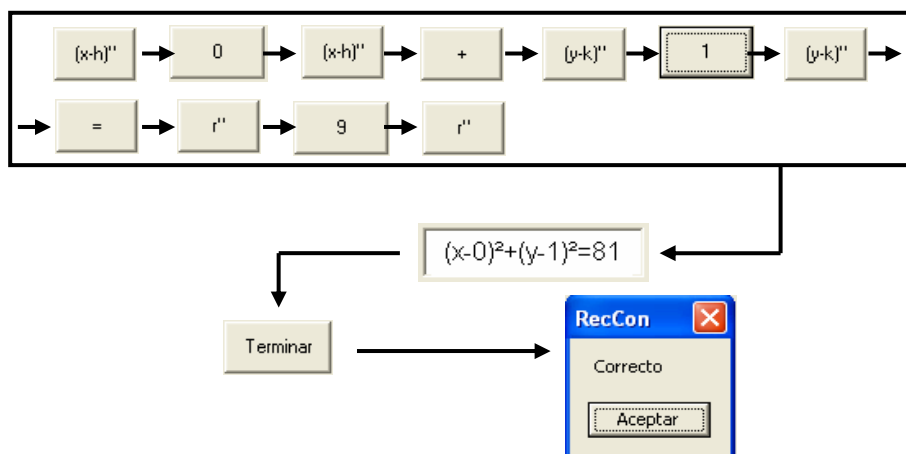 (x-h)" 0 (x-h)" + (y-k)" 1 (y-k)"
= r" 9 r"
(x-0)²+(y-1)²=81
RecCon
Terminar
Correcto
Aceptar